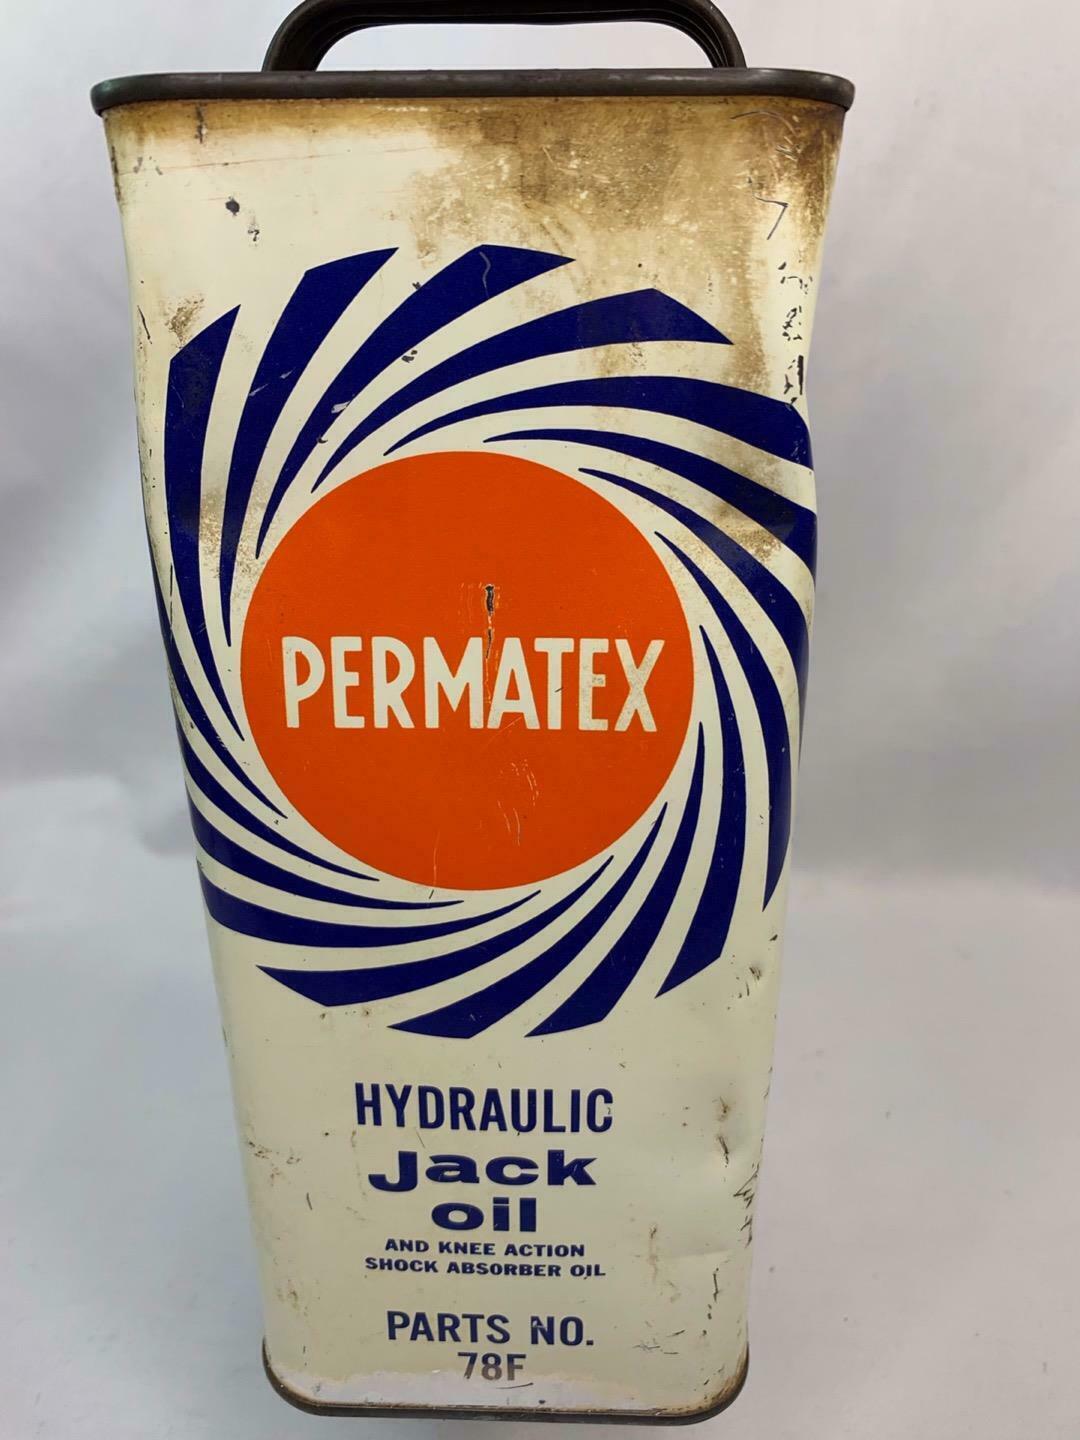 PERMATEX
HYDRAULIC
Jack
oil
AND KNEE ACTION
SHOCK ABSORBER OIL
PARTS NO.
78F